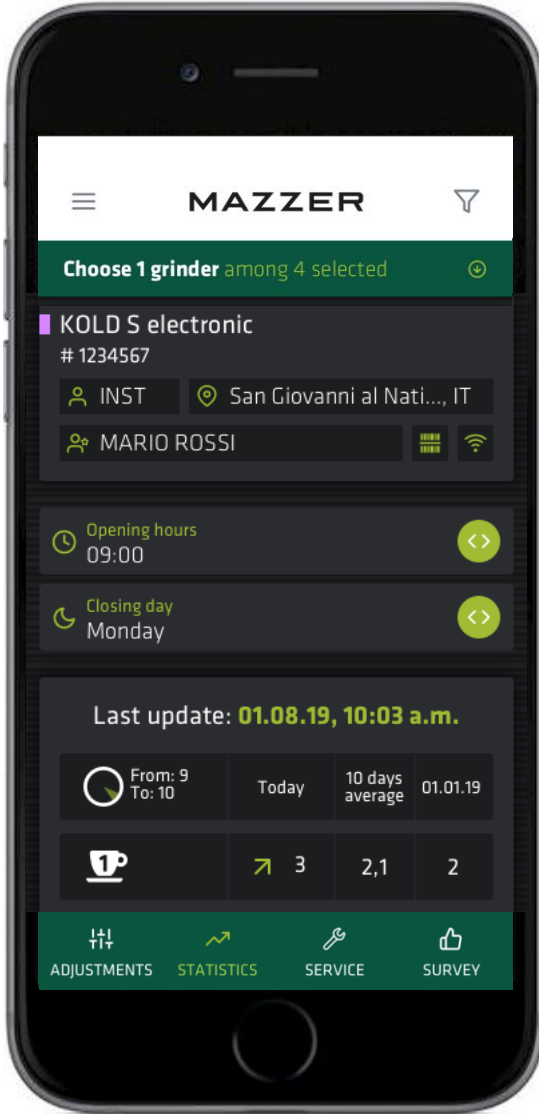 MAZZER
Choose 1 grinder among 4 selected
KOLD S electronic
# 1234567
INST
San Giovanni al Nati..., IT
MARIO ROSSI
Opening hours
09:00
Closing day
Monday
Last update: 01.08.19, 10:03 a.m.
From: 9
To: 10
Today
10 days
average
01.01.19
1
3
2,1
2
ADJUSTMENTS
STATISTICS
SERVICE
SURVEY